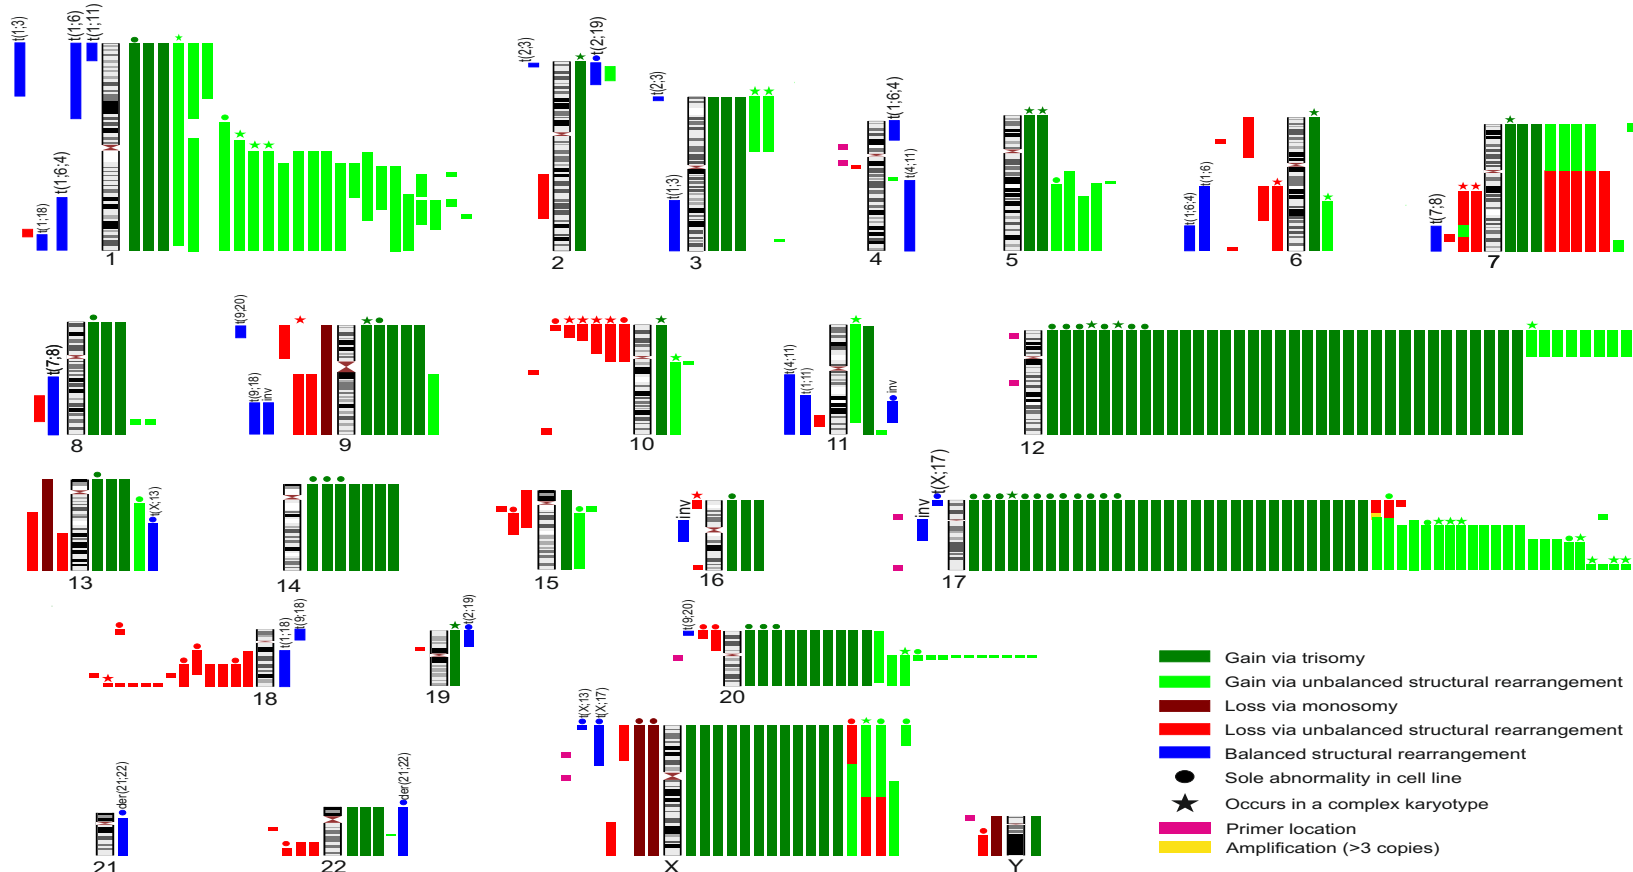 t(1;3)
t(1;6)
t(1;11)
t(1;18)
t(1;6;4)
1
t(2;3)
t(2;19)
2
t(2;3)
t(1;3)
3
t(1;6;4)
t(4;11)
4
5
t(1;6;4)
t(1;6)
6
t(7;8)
7
t(7;8)
8
t(9;20)
t(9;18)
inv
9
10
t(4;11)
t(1;11)
inv
11
12
t(X;13)
13
14
15
inv
16
inv
t(X;17)
17
t(1;18)
t(9;18)
18
t(2;19)
19
t(9;20)
20
Gain via trisomy
Gain via unbalanced structural rearrangement
Loss via monosomy
Loss via unbalanced structural rearrangement
Balanced structural rearrangement
Sole abnormality in cell line
Occurs in a complex karyotype
Primer location
Amplification (>3 copies)
der(21;22)
21
der(21;22)
22
t(X;13)
t(X;17)
X
Y